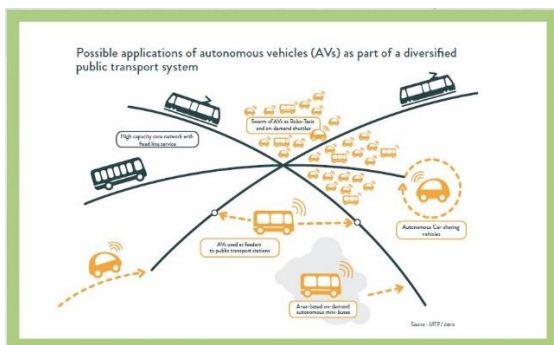 Possible applications of autonomous vehicles (AVs) as part of a diversified
public transport system
High capacity core network with
fixed line service
Swarm of AVs as Robo-Taxis
and on-demand shuttles
Autonomous Car-sharing
vehicles
AVs used as feeders
to public transport stations
Area-based on-demand
autonomous mini-buses
Source : UITP /